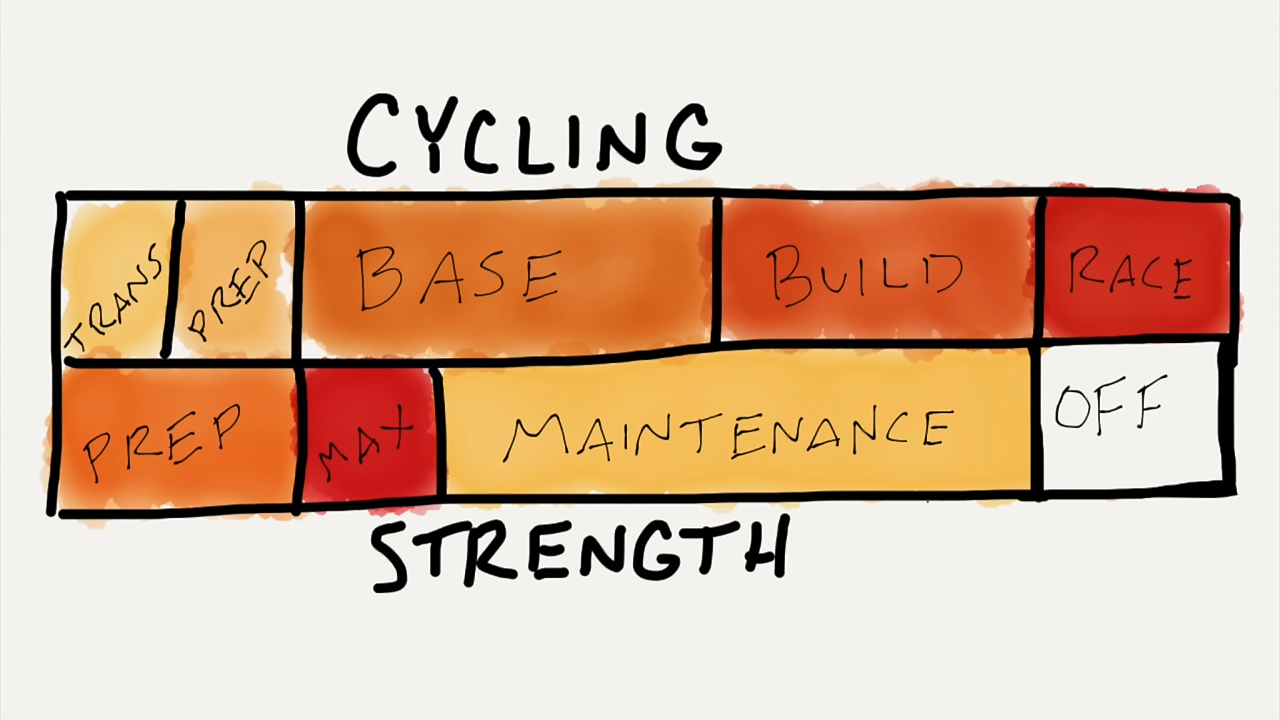 CYCLING
TRANS PREP BASE BUILD RACE
PREP MAX MAINTENANCE OFF
STRENGTH